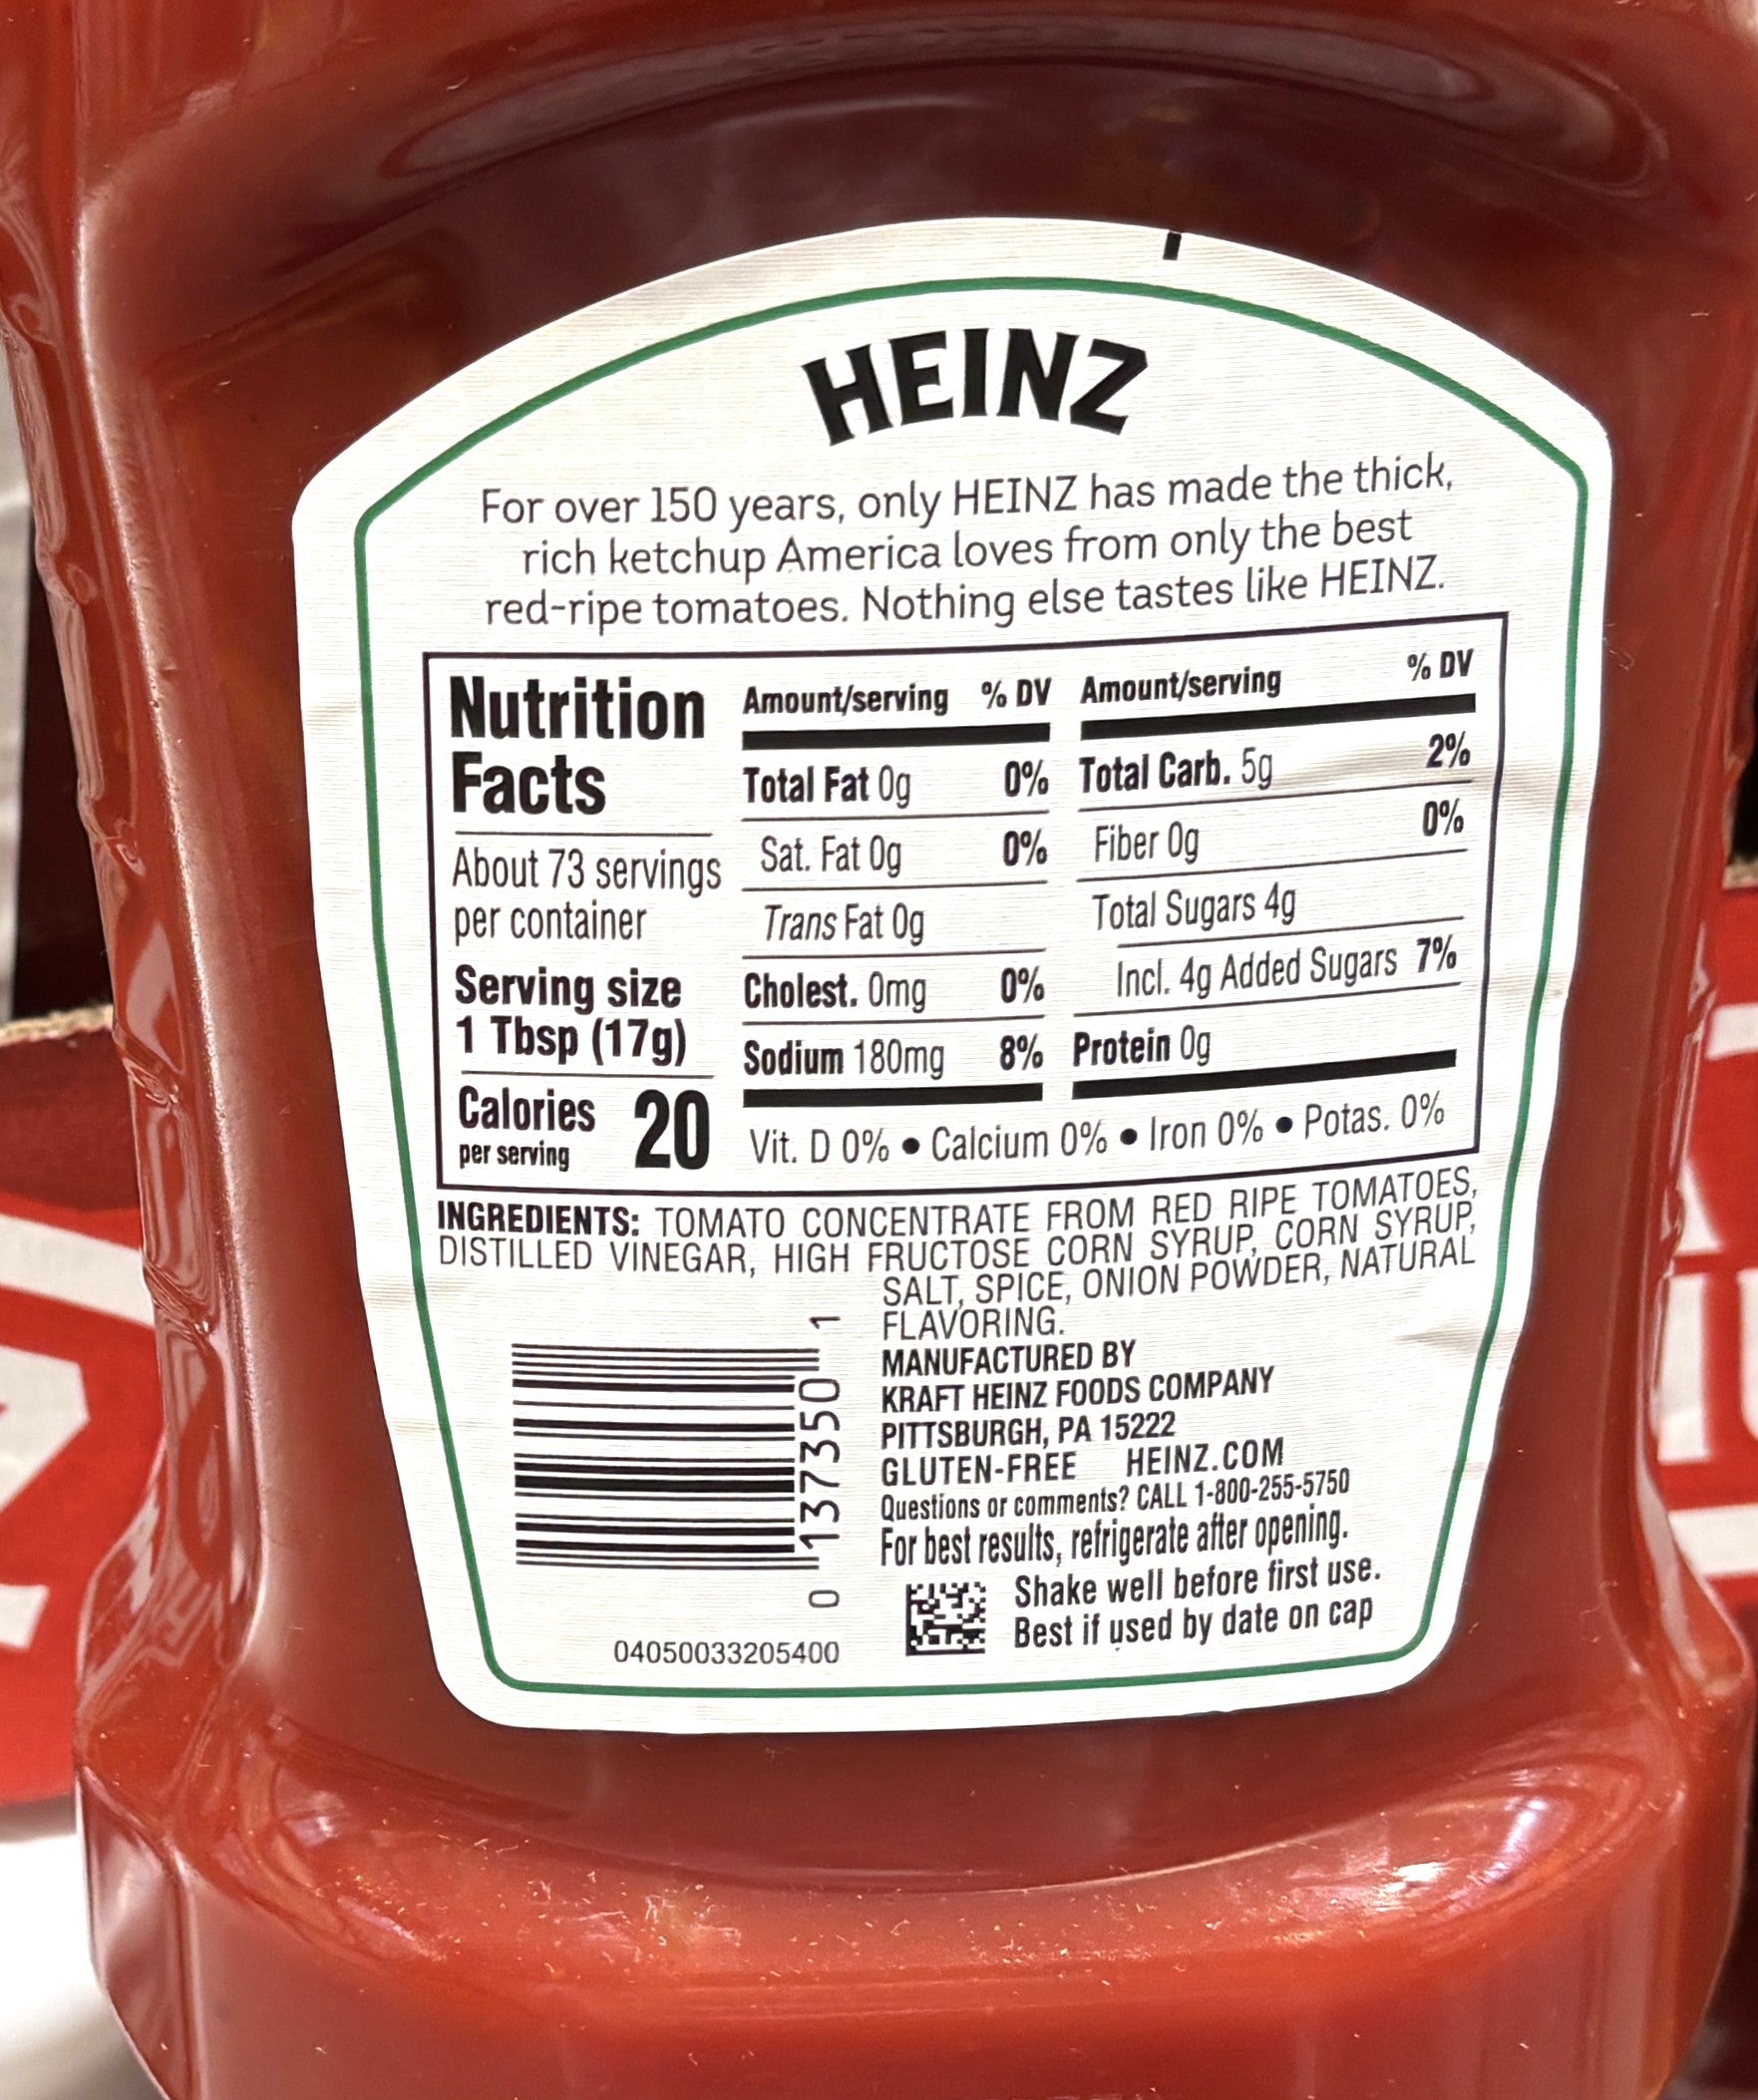 HEINZ
For over 150 years, only HEINZ has made the thick,
rich ketchup America loves from only the best
red-ripe tomatoes. Nothing else tastes like HEINZ.
Nutrition
Facts
About 73 servings
per container
Serving size
1 Tbsp (17g)
Calories 20
per serving
Amount/serving % DV
Total Fat 0g 0%
Sat. Fat 0g 0%
Trans Fat 0g
Cholest. 0mg 0%
Sodium 180mg 8%
Amount/serving % DV
Total Carb. 5g 2%
Fiber 0g 0%
Total Sugars 4g
Incl. 4g Added Sugars 7%
Protein 0g
Vit. D 0% • Calcium 0% • Iron 0% • Potas. 0%
INGREDIENTS: TOMATO CONCENTRATE FROM RED RIPE TOMATOES,
DISTILLED VINEGAR, HIGH FRUCTOSE CORN SYRUP, CORN SYRUP,
SALT, SPICE, ONION POWDER, NATURAL
FLAVORING.
MANUFACTURED BY
KRAFT HEINZ FOODS COMPANY
PITTSBURGH, PA 15222
GLUTEN-FREE HEINZ.COM
Questions or comments? CALL 1-800-255-5750
For best results, refrigerate after opening.
Shake well before first use.
Best if used by date on cap
0 1373501 1
04050033205400